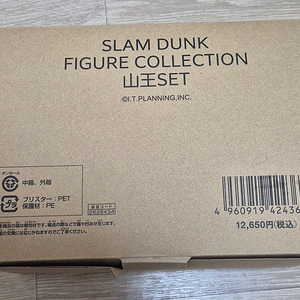 SLAM DUNK
FIGURE COLLECTION
山王SET
©I.T.PLANNING,INC.
ダンボール
中箱、外箱
プラ
ブリスター：PET
保護材：PE
4 960919 42436
12,650円(税込)